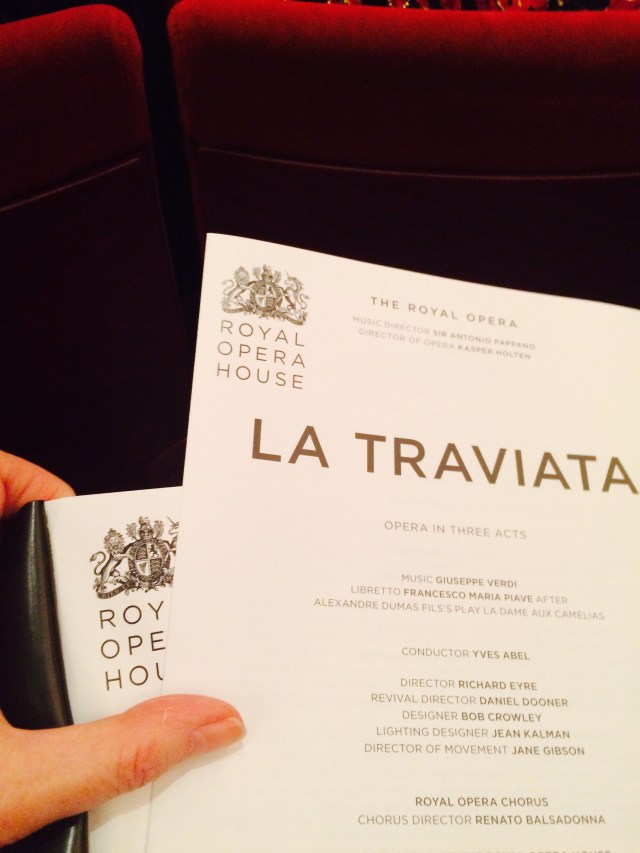 ROYAL
OPERA
HOUSE
THE ROYAL OPERA
MUSIC DIRECTOR SIR ANTONIO PAPPANO
DIRECTOR OF OPERA KASPER HOLTEN
LA TRAVIATA
OPERA IN THREE ACTS
MUSIC GIUSEPPE VERDI
LIBRETTO FRANCESCO MARIA PIAVE AFTER
ALEXANDRE DUMAS FILS'S PLAY LA DAME AUX CAMÉLIAS
CONDUCTOR YVES ABEL
DIRECTOR RICHARD EYRE
REVIVAL DIRECTOR DANIEL DOONER
DESIGNER BOB CROWLEY
LIGHTING DESIGNER JEAN KALMAN
DIRECTOR OF MOVEMENT JANE GIBSON
ROYAL OPERA CHORUS
CHORUS DIRECTOR RENATO BALSADONNA
ROY
OPE
HOU